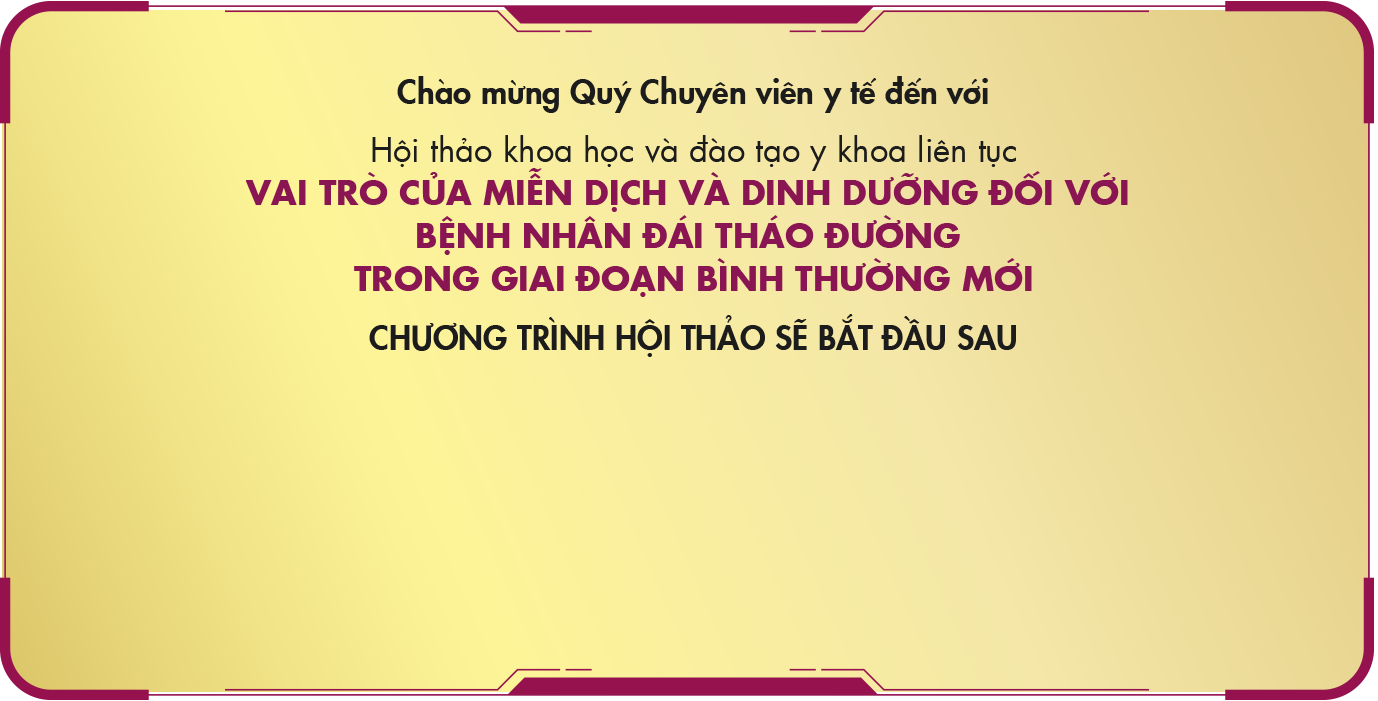 Chào mừng Quý Chuyên viên y tế đến với
Hội thảo khoa học và đào tạo y khoa liên tục
VAI TRÒ CỦA MIỄN DỊCH VÀ DINH DƯỠNG ĐỐI VỚI
BỆNH NHÂN ĐÁI THÁO ĐƯỜNG
TRONG GIAI ĐOẠN BÌNH THƯỜNG MỚI
CHƯƠNG TRÌNH HỘI THẢO SẼ BẮT ĐẦU SAU